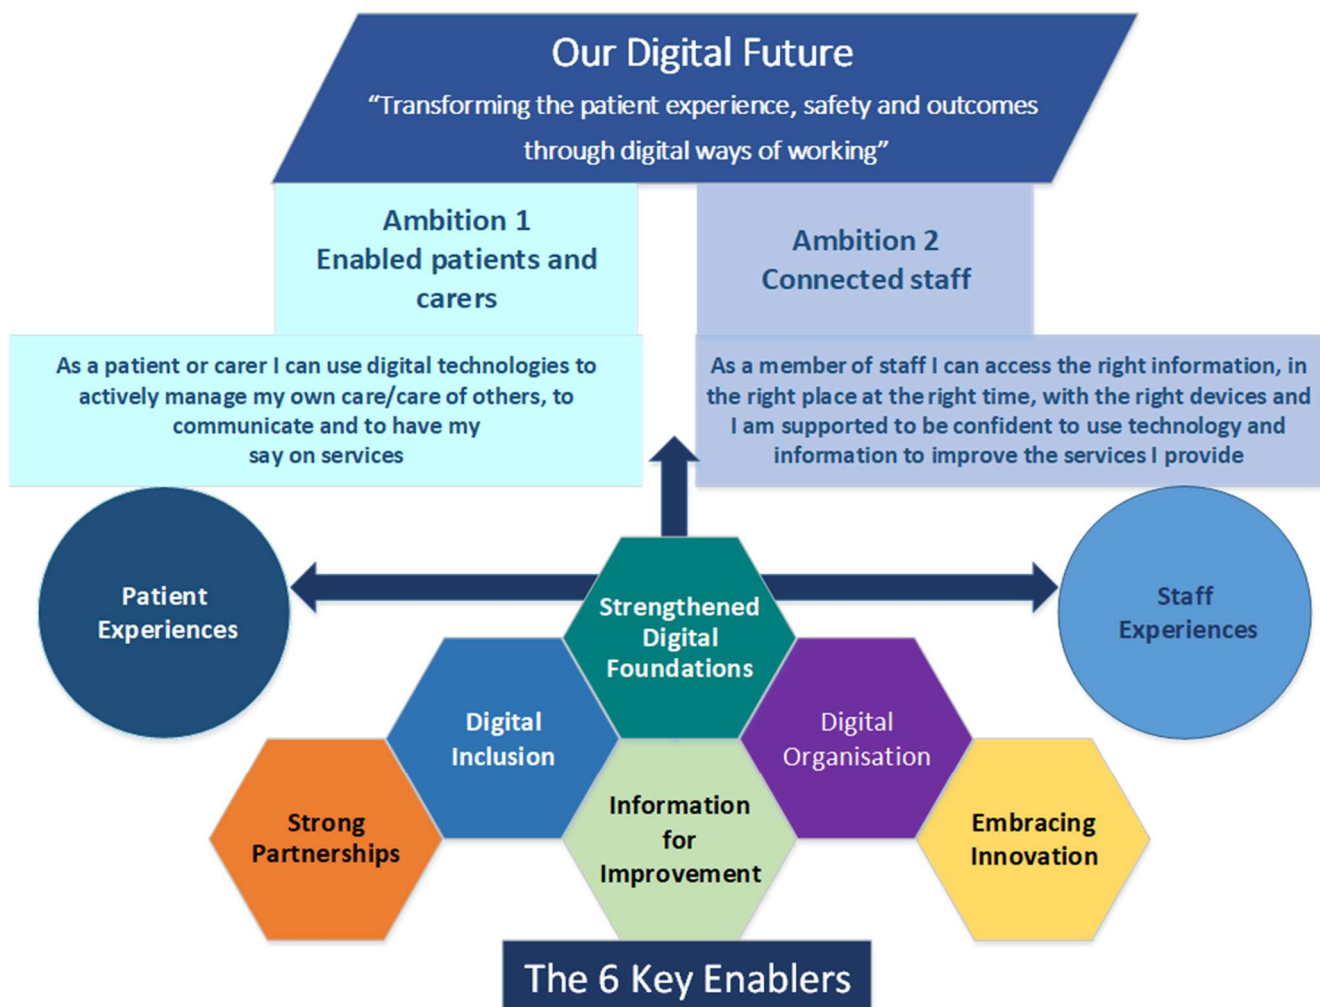 Our Digital Future
“Transforming the patient experience, safety and outcomes
through digital ways of working”
Ambition 1
Enabled patients and
carers
Ambition 2
Connected staff
As a patient or carer I can use digital technologies to
actively manage my own care/care of others, to
communicate and to have my
say on services
As a member of staff I can access the right information, in
the right place at the right time, with the right devices and
I am supported to be confident to use technology and
information to improve the services I provide
Patient
Experiences
Strengthened
Digital
Foundations
Staff
Experiences
Digital
Inclusion
Digital
Organisation
Strong
Partnerships
Information
for
Improvement
Embracing
Innovation
The 6 Key Enablers